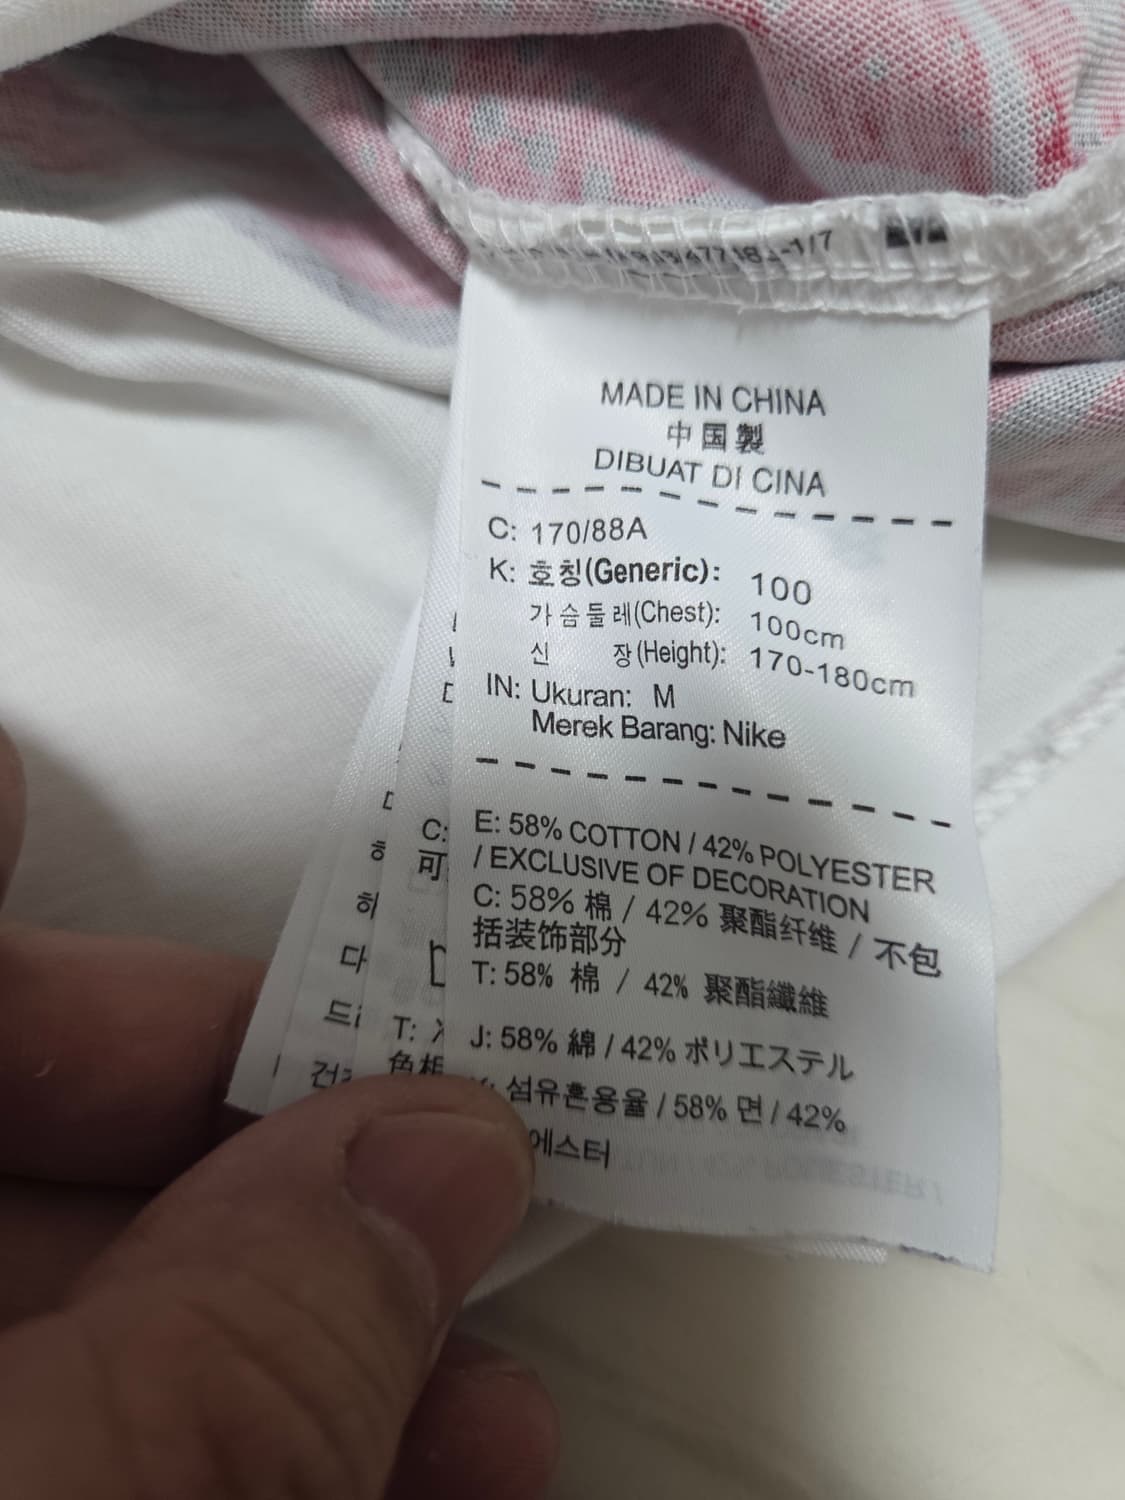 MADE IN CHINA
中国製
DIBUAT DI CINA
C: 170/88A
K: 호칭(Generic): 100
가슴둘레(Chest): 100cm
신 장(Height): 170-180cm
IN: Ukuran: M
Merek Barang: Nike
E: 58% COTTON / 42% POLYESTER
/ EXCLUSIVE OF DECORATION
C: 58% 棉 / 42% 聚酯纤维 / 不包
括装饰部分
T: 58% 棉 / 42% 聚酯纖維
J: 58% 綿 / 42% ポリエステル
섬유혼용율 / 58% 면 / 42%
에스터
C:
可
T:
色